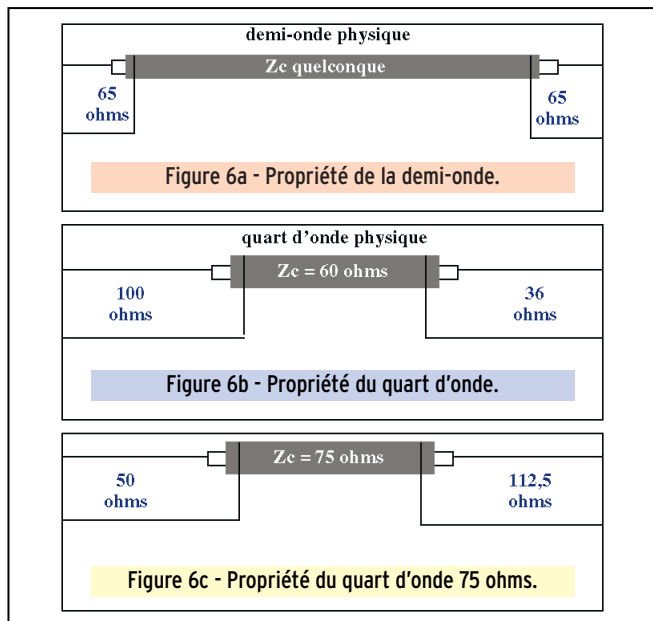 demi-onde physique
Zc quelconque
65
ohms
65
ohms
Figure 6a - Propriété de la demi-onde.
quart d'onde physique
Zc = 60 ohms
100
ohms
36
ohms
Figure 6b - Propriété du quart d'onde.
Zc = 75 ohms
50
ohms
112,5
ohms
Figure 6c - Propriété du quart d'onde 75 ohms.